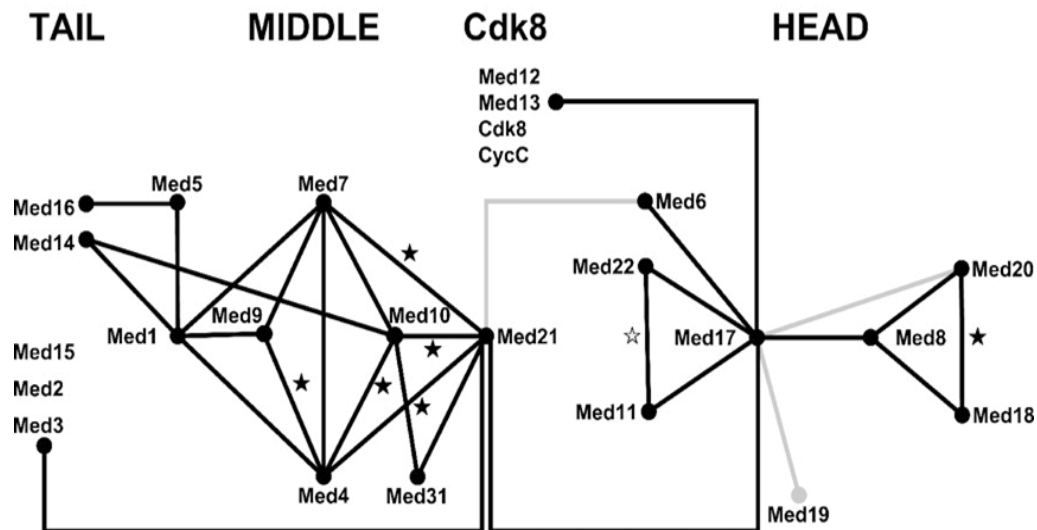 TAIL MIDDLE Cdk8 HEAD
Med12
Med13
Cdk8
CycC
Med5 Med7
Med16 Med6
Med14
Med22 Med20
Med9 Med10
Med1 Med21 Med17 Med8
Med15
Med2
Med3
Med11 Med18
Med4 Med31
Med19